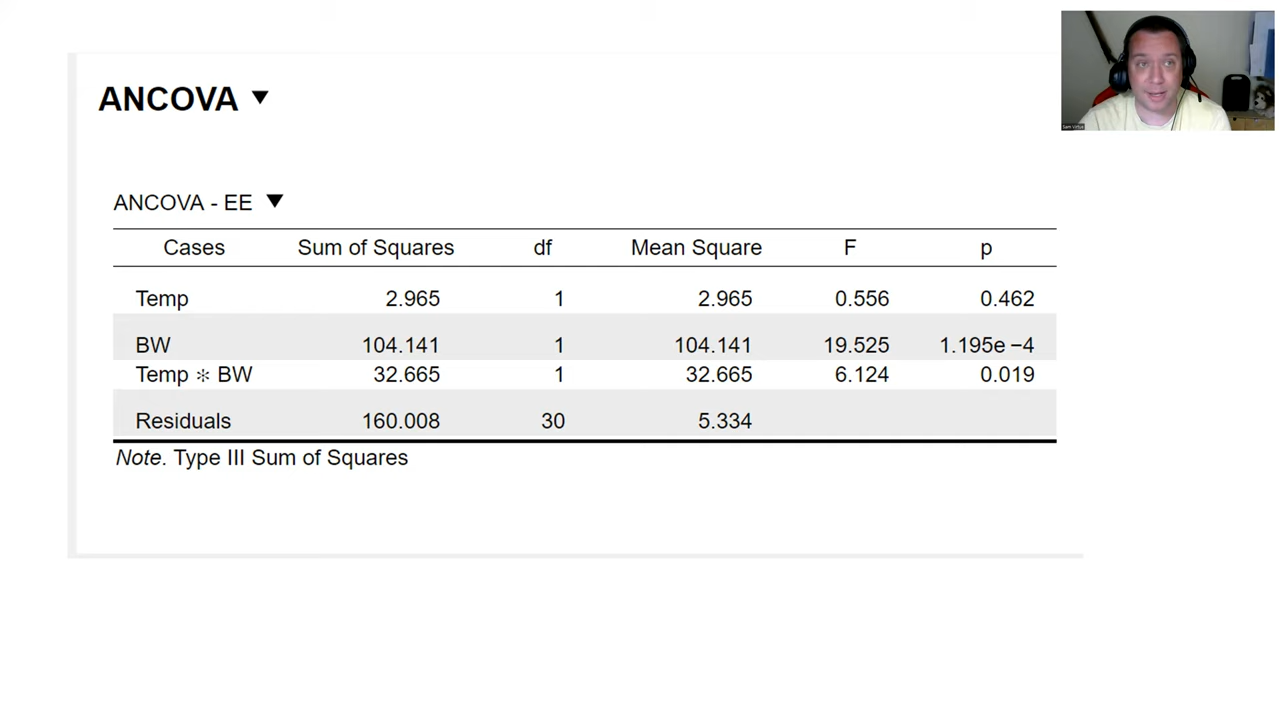 ANCOVA ▼
ANCOVA - EE ▼
Cases Sum of Squares df Mean Square F p
Temp 2.965 1 2.965 0.556 0.462
BW 104.141 1 104.141 19.525 1.195e −4
Temp ∗ BW 32.665 1 32.665 6.124 0.019
Residuals 160.008 30 5.334
Note. Type III Sum of Squares
Sam Virtue